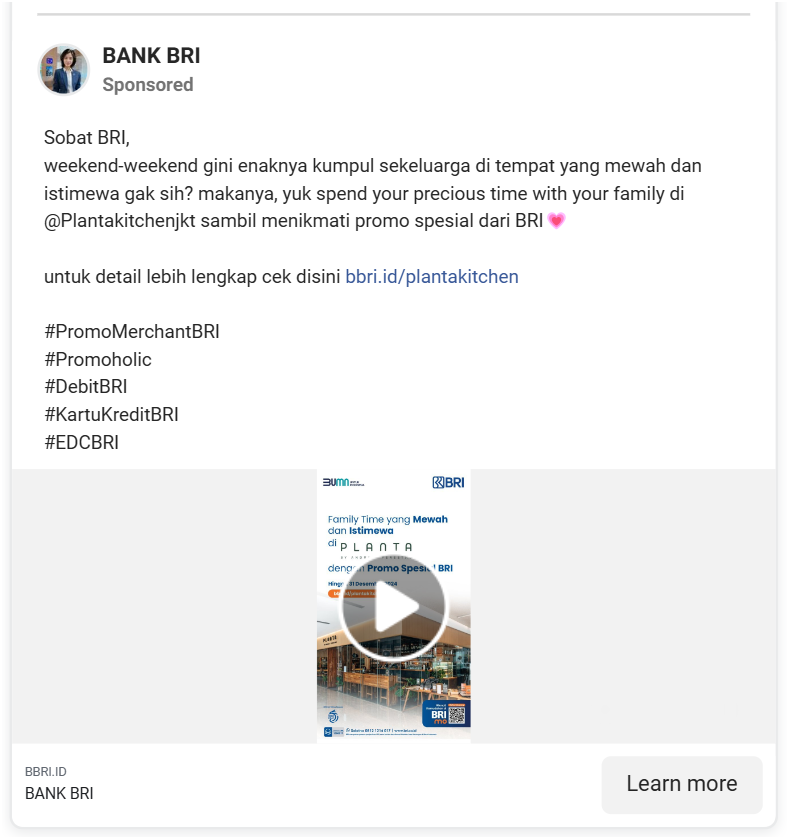 BANK BRI
Sponsored
Sobat BRI,
weekend-weekend gini enaknya kumpul sekeluarga di tempat yang mewah dan
istimewa gak sih? makanya, yuk spend your precious time with your family di
@Plantakitchenjkt sambil menikmati promo spesial dari BRI 💗
untuk detail lebih lengkap cek disini bbri.id/plantakitchen
#PromoMerchantBRI
#Promoholic
#DebitBRI
#KartuKreditBRI
#EDCBRI
BUMN
BRI
Family Time yang Mewah
dan Istimewa
di PLANTA
dengan Promo Spesial BRI
31 Desember 2024
PLANTA
BRI
mo
BBRI.ID
BANK BRI
Learn more